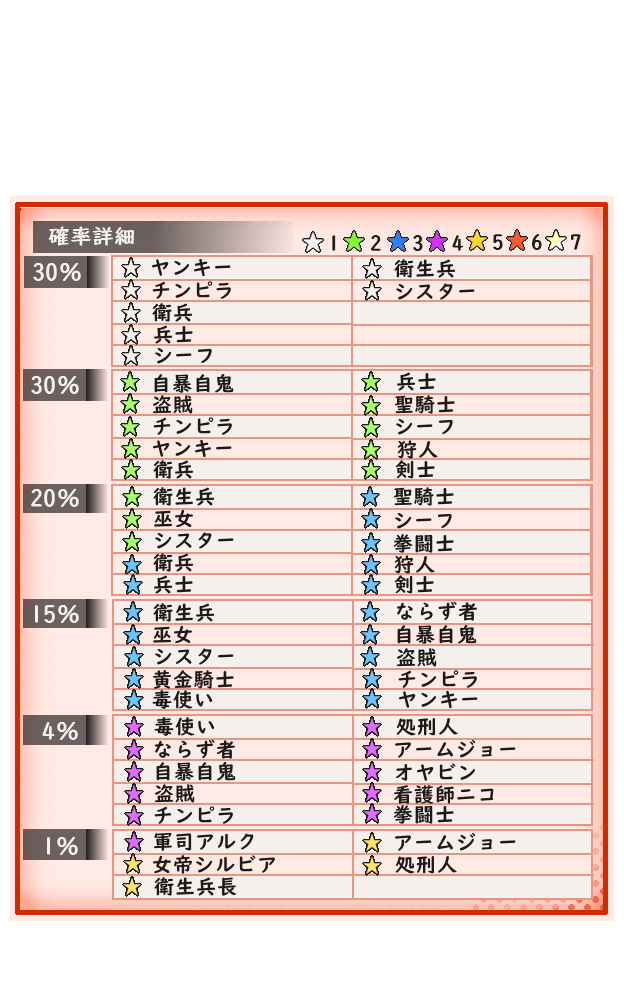 確率詳細 ☆1 ★2 ★3 ★4 ★5 ★6 ☆7
30%
☆ ヤンキー ☆ 衛生兵
☆ チンピラ ☆ シスター
☆ 衛兵
☆ 兵士
☆ シーフ
30%
★ 自暴自鬼 ★ 兵士
★ 盗賊 ★ 聖騎士
★ チンピラ ★ シーフ
★ ヤンキー ★ 狩人
★ 衛兵 ★ 剣士
20%
★ 衛生兵 ★ 聖騎士
★ 巫女 ★ シーフ
★ シスター ★ 拳闘士
★ 衛兵 ★ 狩人
★ 兵士 ★ 剣士
15%
★ 衛生兵 ★ ならず者
★ 巫女 ★ 自暴自鬼
★ シスター ★ 盗賊
★ 黄金騎士 ★ チンピラ
★ 毒使い ★ ヤンキー
4%
★ 毒使い ★ 処刑人
★ ならず者 ★ アームジョー
★ 自暴自鬼 ★ オヤビン
★ 盗賊 ★ 看護師ニコ
★ チンピラ ★ 拳闘士
1%
★ 軍司アルク ★ アームジョー
★ 女帝シルビア ★ 処刑人
★ 衛生兵長